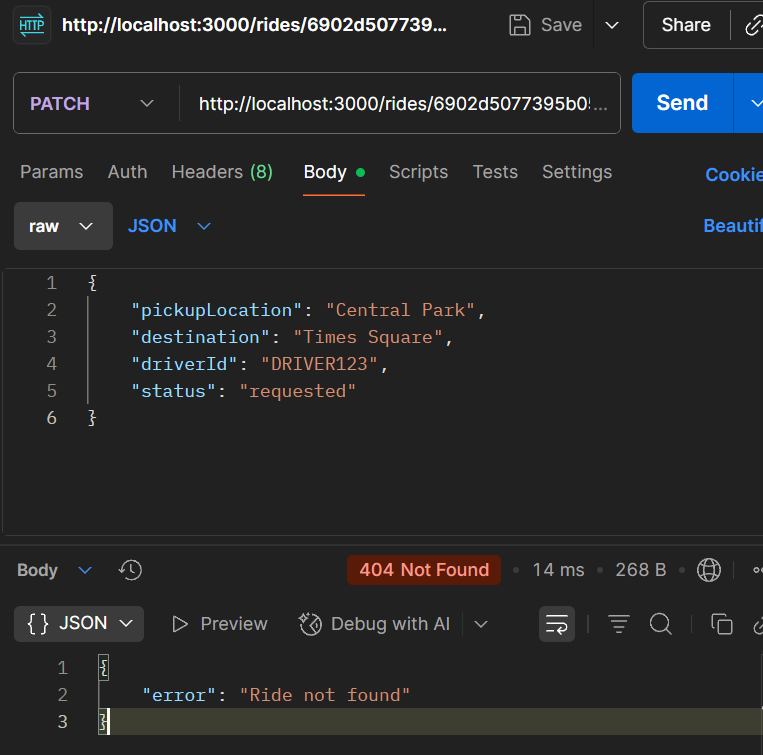 HTTP http://localhost:3000/rides/6902d507739... Save Share
PATCH http://localhost:3000/rides/6902d5077395b0... Send
Params Auth Headers (8) Body Scripts Tests Settings Cookie
raw JSON Beautif
1 {
2 "pickupLocation": "Central Park",
3 "destination": "Times Square",
4 "driverId": "DRIVER123",
5 "status": "requested"
6 }
Body 404 Not Found 14 ms 268 B
{} JSON Preview Debug with AI
1 {
2 "error": "Ride not found"
3 }